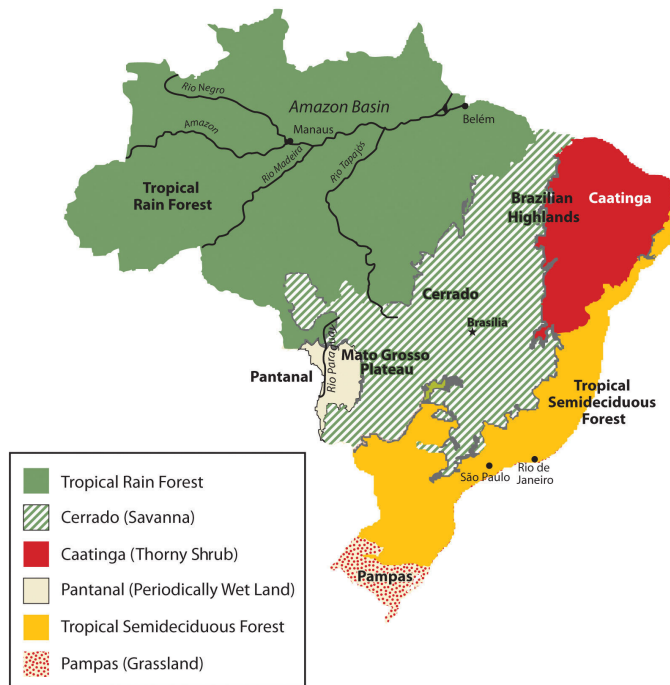 Rio Negro
Amazon Basin
Amazon
Manaus
Belém
Rio Madeira
Rio Tapajós
Tropical
Rain Forest
Brazilian
Highlands
Caatinga
Cerrado
Brasília
Rio Paraguay
Mato Grosso
Plateau
Pantanal
Tropical
Semideciduous
Forest
São Paulo
Rio de
Janeiro
Pampas
Tropical Rain Forest
Cerrado (Savanna)
Caatinga (Thorny Shrub)
Pantanal (Periodically Wet Land)
Tropical Semideciduous Forest
Pampas (Grassland)